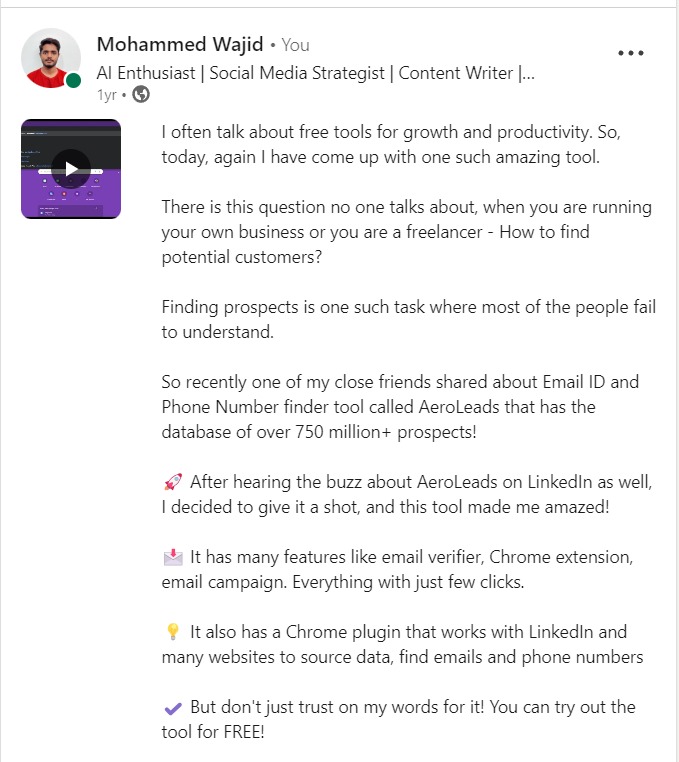 Mohammed Wajid • You
AI Enthusiast | Social Media Strategist | Content Writer |...
1yr •
I often talk about free tools for growth and productivity. So,
today, again I have come up with one such amazing tool.
There is this question no one talks about, when you are running
your own business or you are a freelancer - How to find
potential customers?
Finding prospects is one such task where most of the people fail
to understand.
So recently one of my close friends shared about Email ID and
Phone Number finder tool called AeroLeads that has the
database of over 750 million+ prospects!
🚀 After hearing the buzz about AeroLeads on LinkedIn as well,
I decided to give it a shot, and this tool made me amazed!
📩 It has many features like email verifier, Chrome extension,
email campaign. Everything with just few clicks.
💡 It also has a Chrome plugin that works with LinkedIn and
many websites to source data, find emails and phone numbers
✔ But don't just trust on my words for it! You can try out the
tool for FREE!